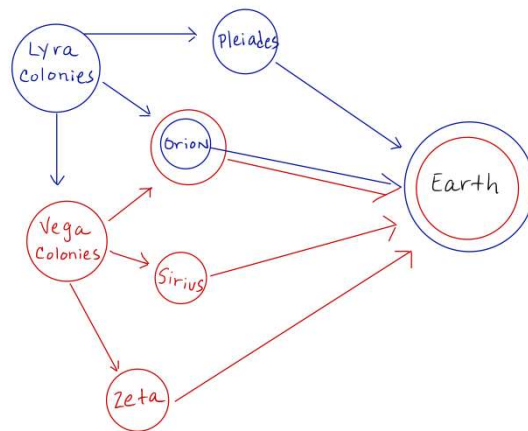 Lyra
Colonies
Pleiades
Orion
Earth
Vega
Colonies
Sirius
Zeta